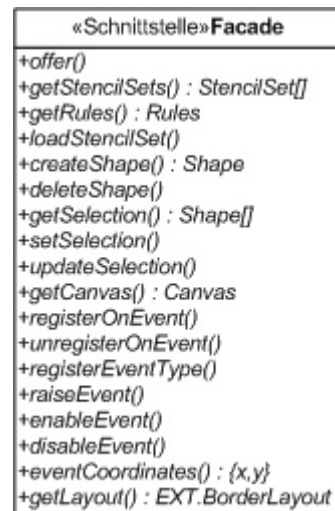 «Schnittstelle»Facade
+offer()
+getStencilSets() : StencilSet[]
+getRules() : Rules
+loadStencilSet()
+createShape() : Shape
+deleteShape()
+getSelection() : Shape[]
+setSelection()
+updateSelection()
+getCanvas() : Canvas
+registerOnEvent()
+unregisterOnEvent()
+registerEventType()
+raiseEvent()
+enableEvent()
+disableEvent()
+eventCoordinates() : {x,y}
+getLayout() : EXT.BorderLayout